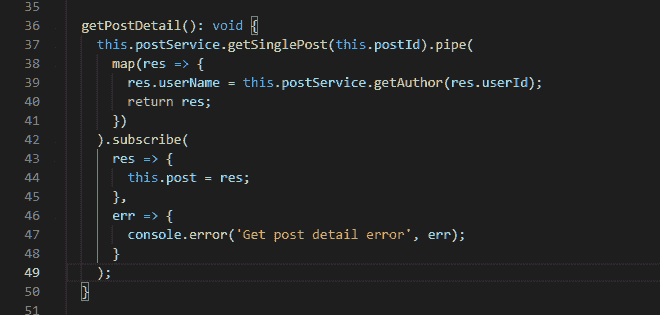 35
36 getPostDetail(): void {
37 this.postService.getSinglePost(this.postId).pipe(
38 map(res => {
39 res.userName = this.postService.getAuthor(res.userId);
40 return res;
41 })
42 ).subscribe(
43 res => {
44 this.post = res;
45 },
46 err => {
47 console.error('Get post detail error', err);
48 }
49 );
50 }
51